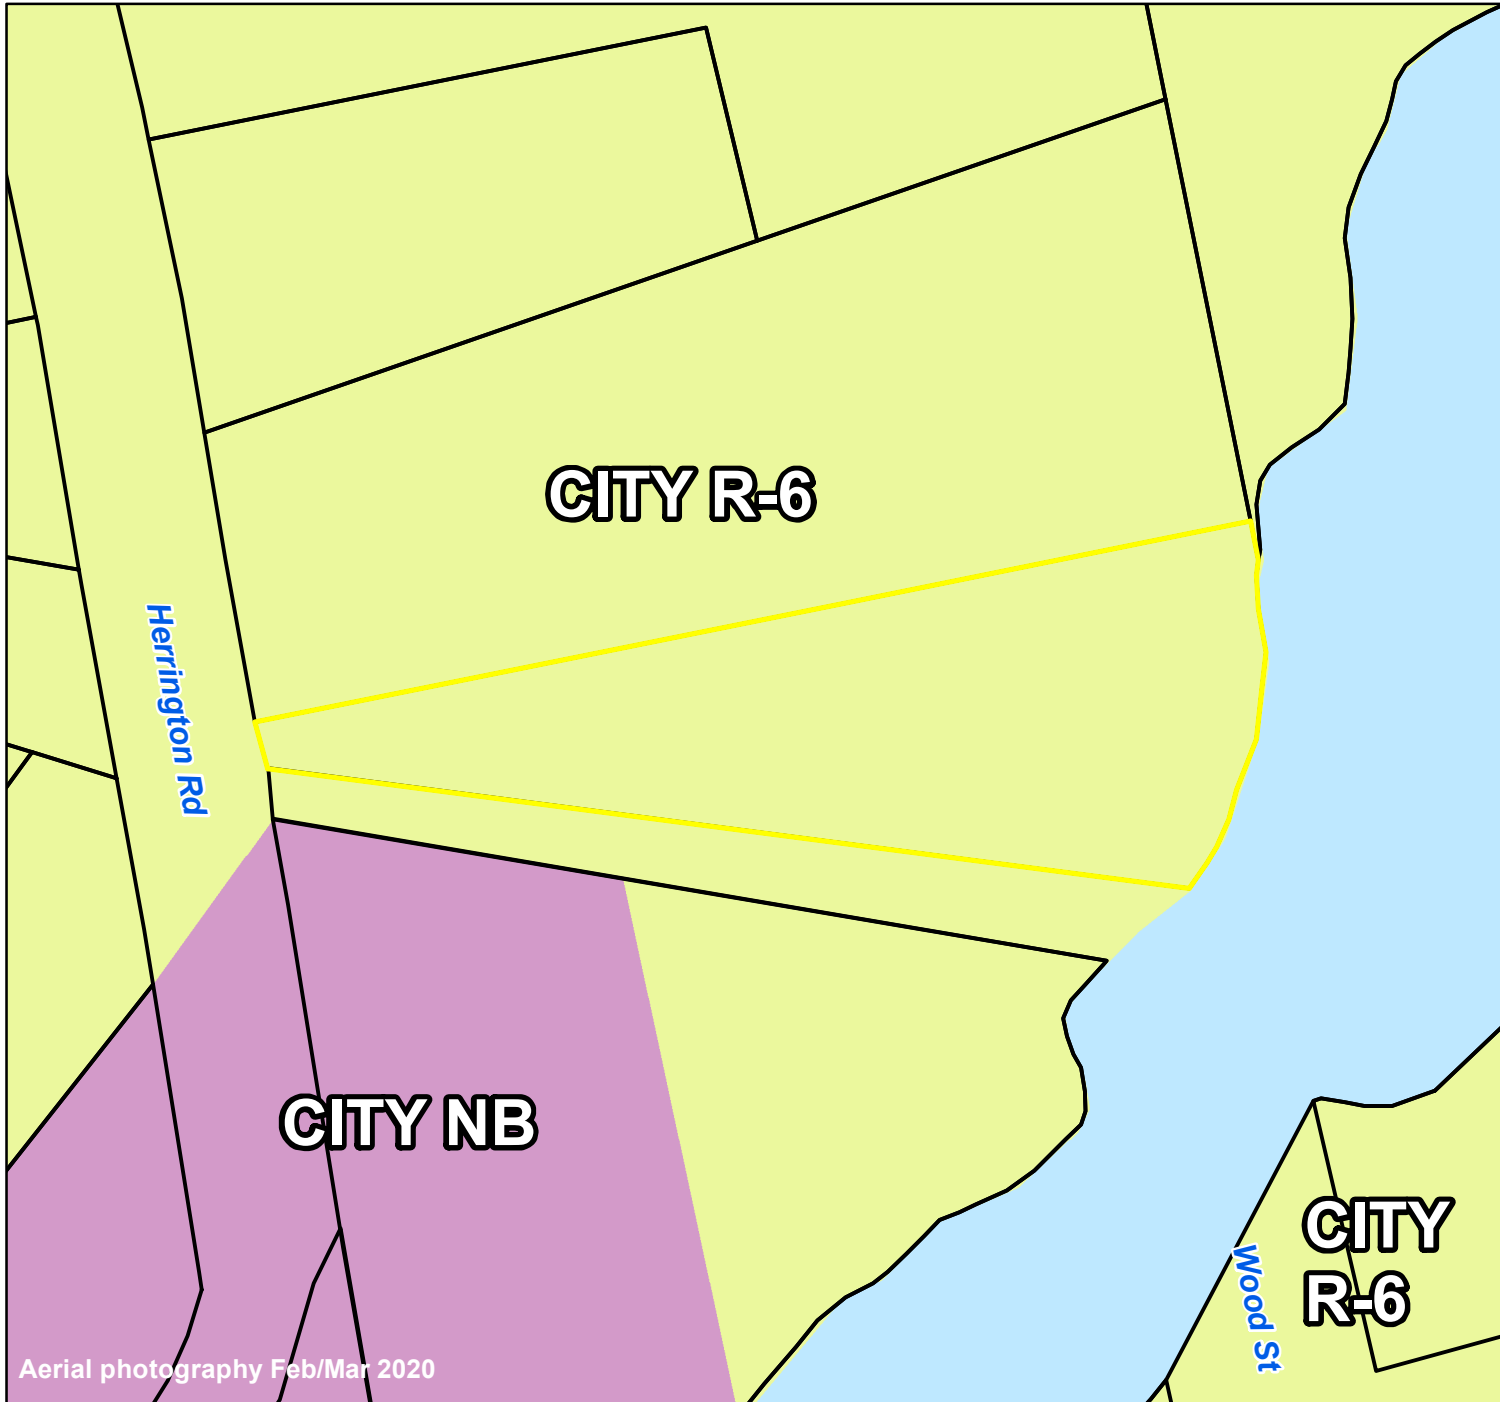 CITY R-6
Herrington Rd
CITY NB
CITY
R-6
Wood St
Aerial photography Feb/Mar 2020